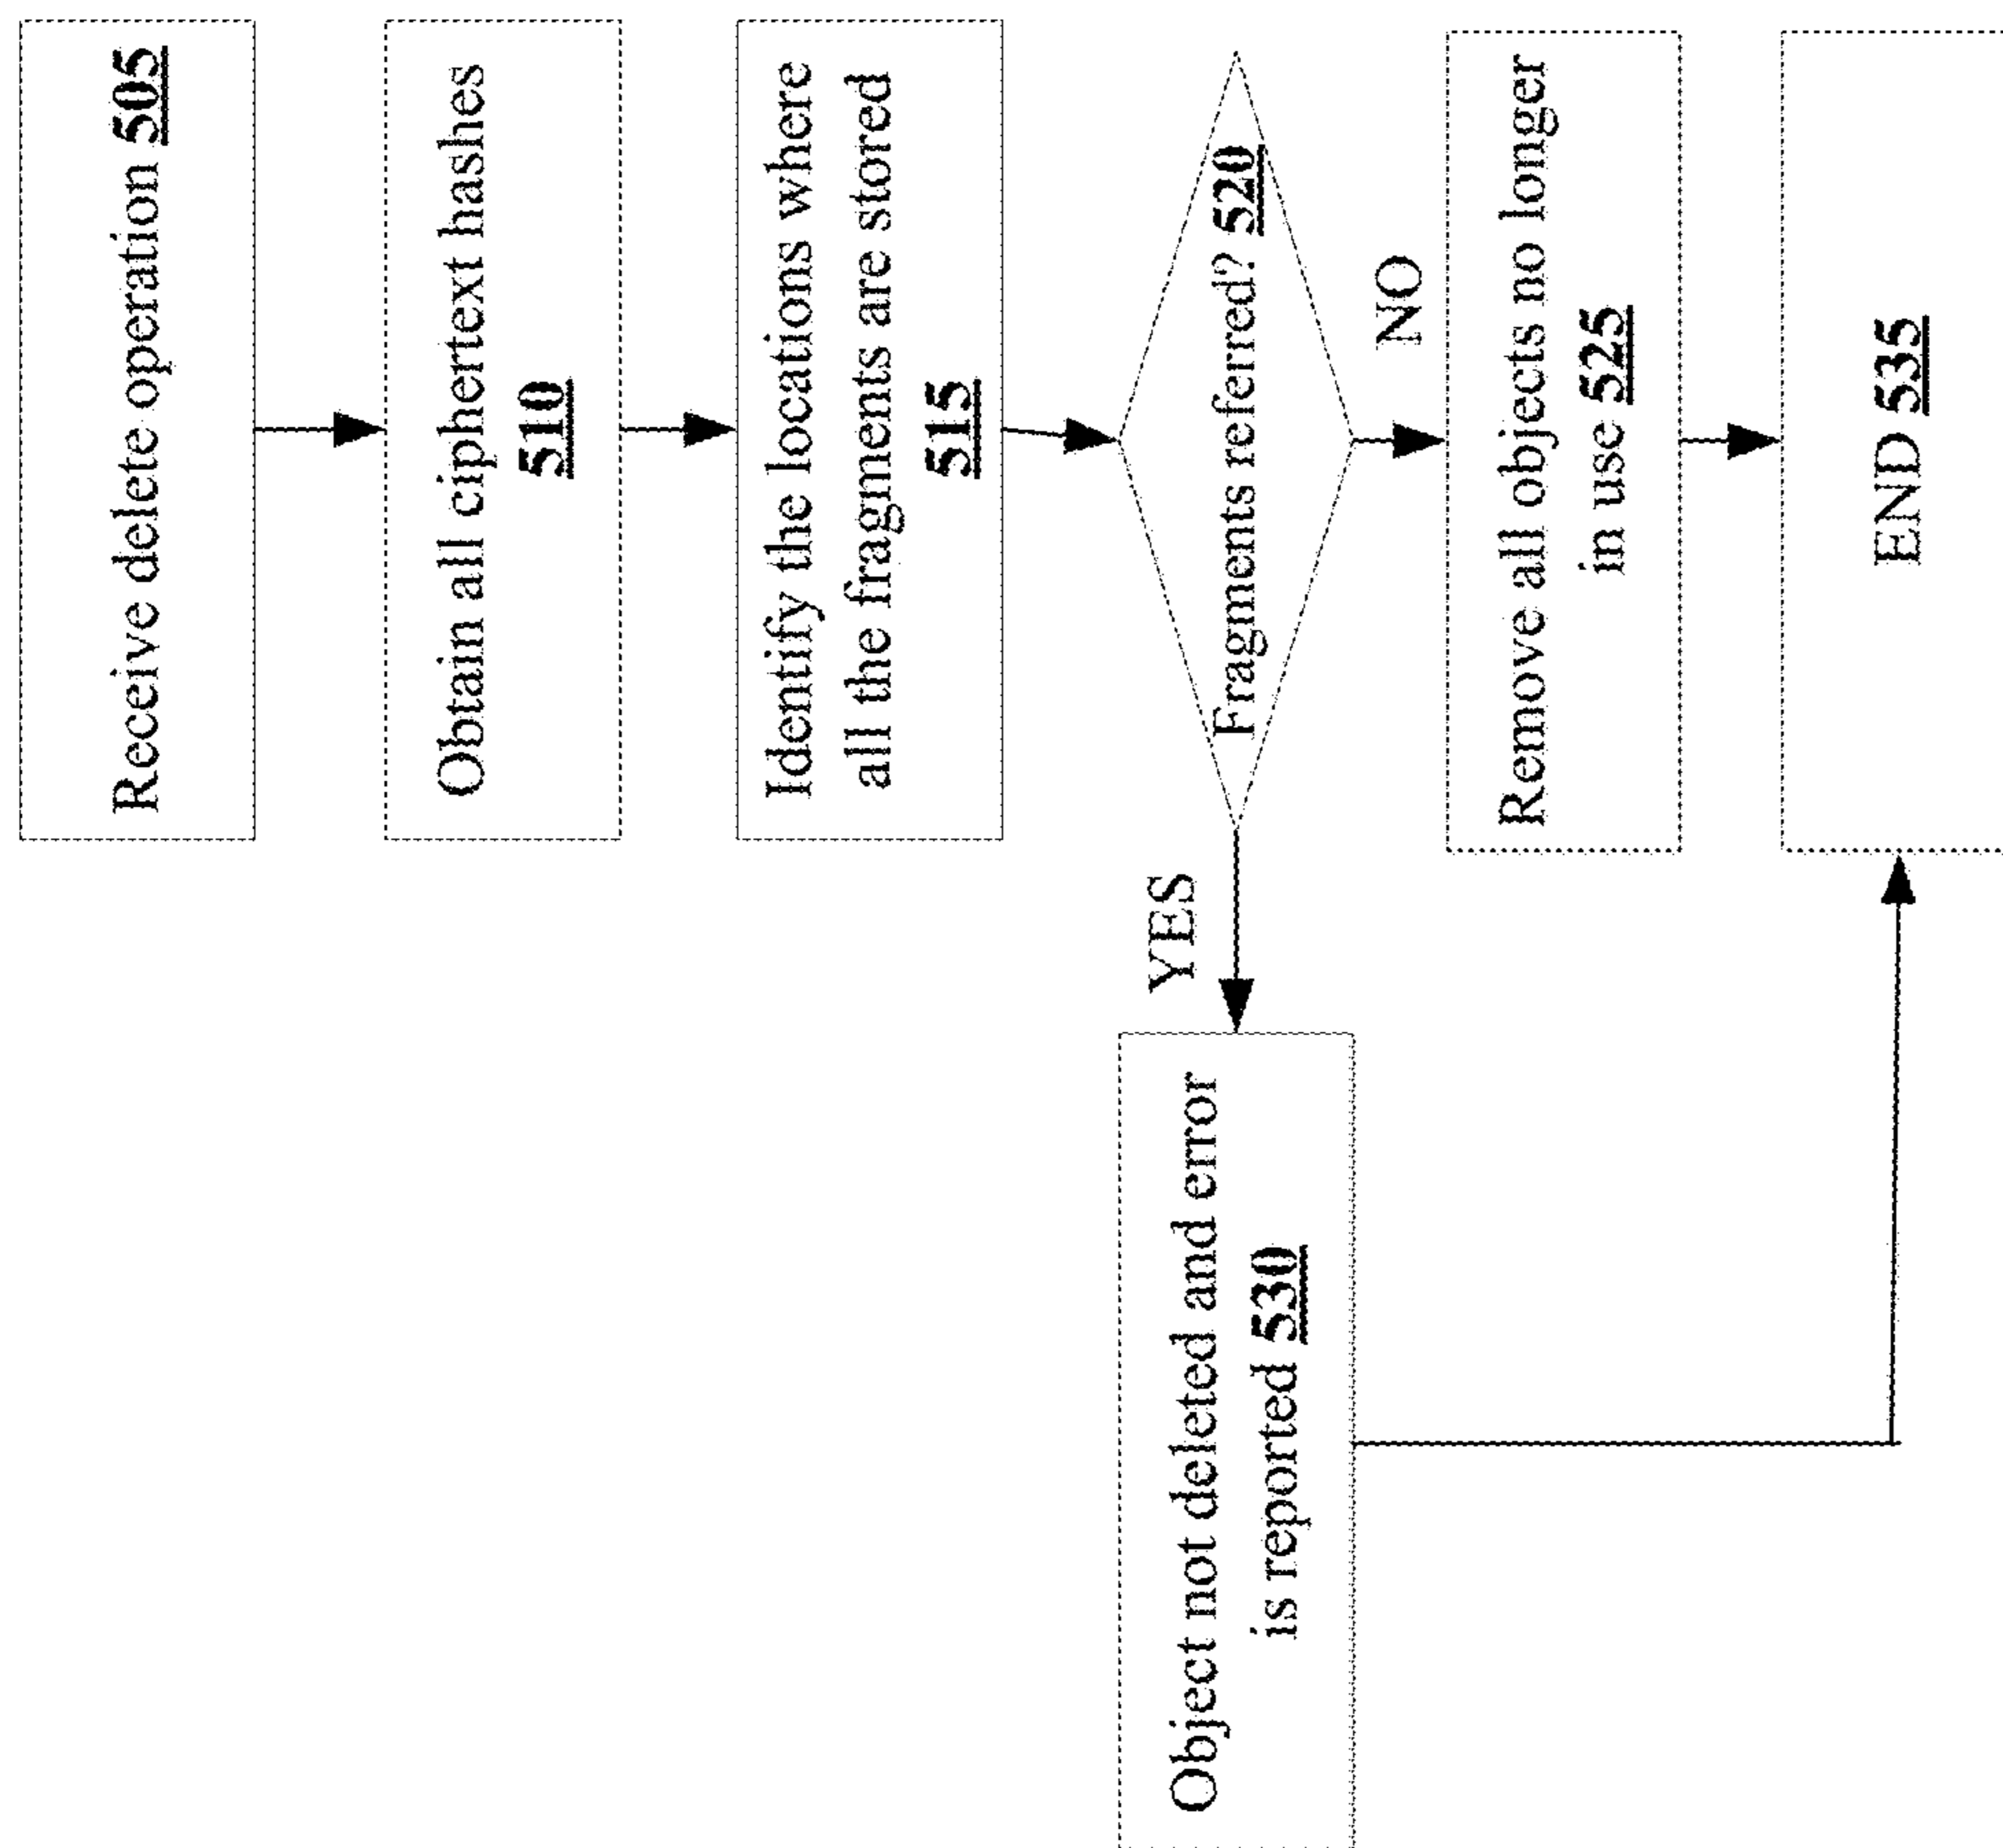 Receive delete operation 505
Obtain all ciphertext hashes
510
Identify the locations where
all the fragments are stored
515
Fragments referred? 520
YES
NO
Object not deleted and error
is reported 530
Remove all objects no longer
in use 525
END 535